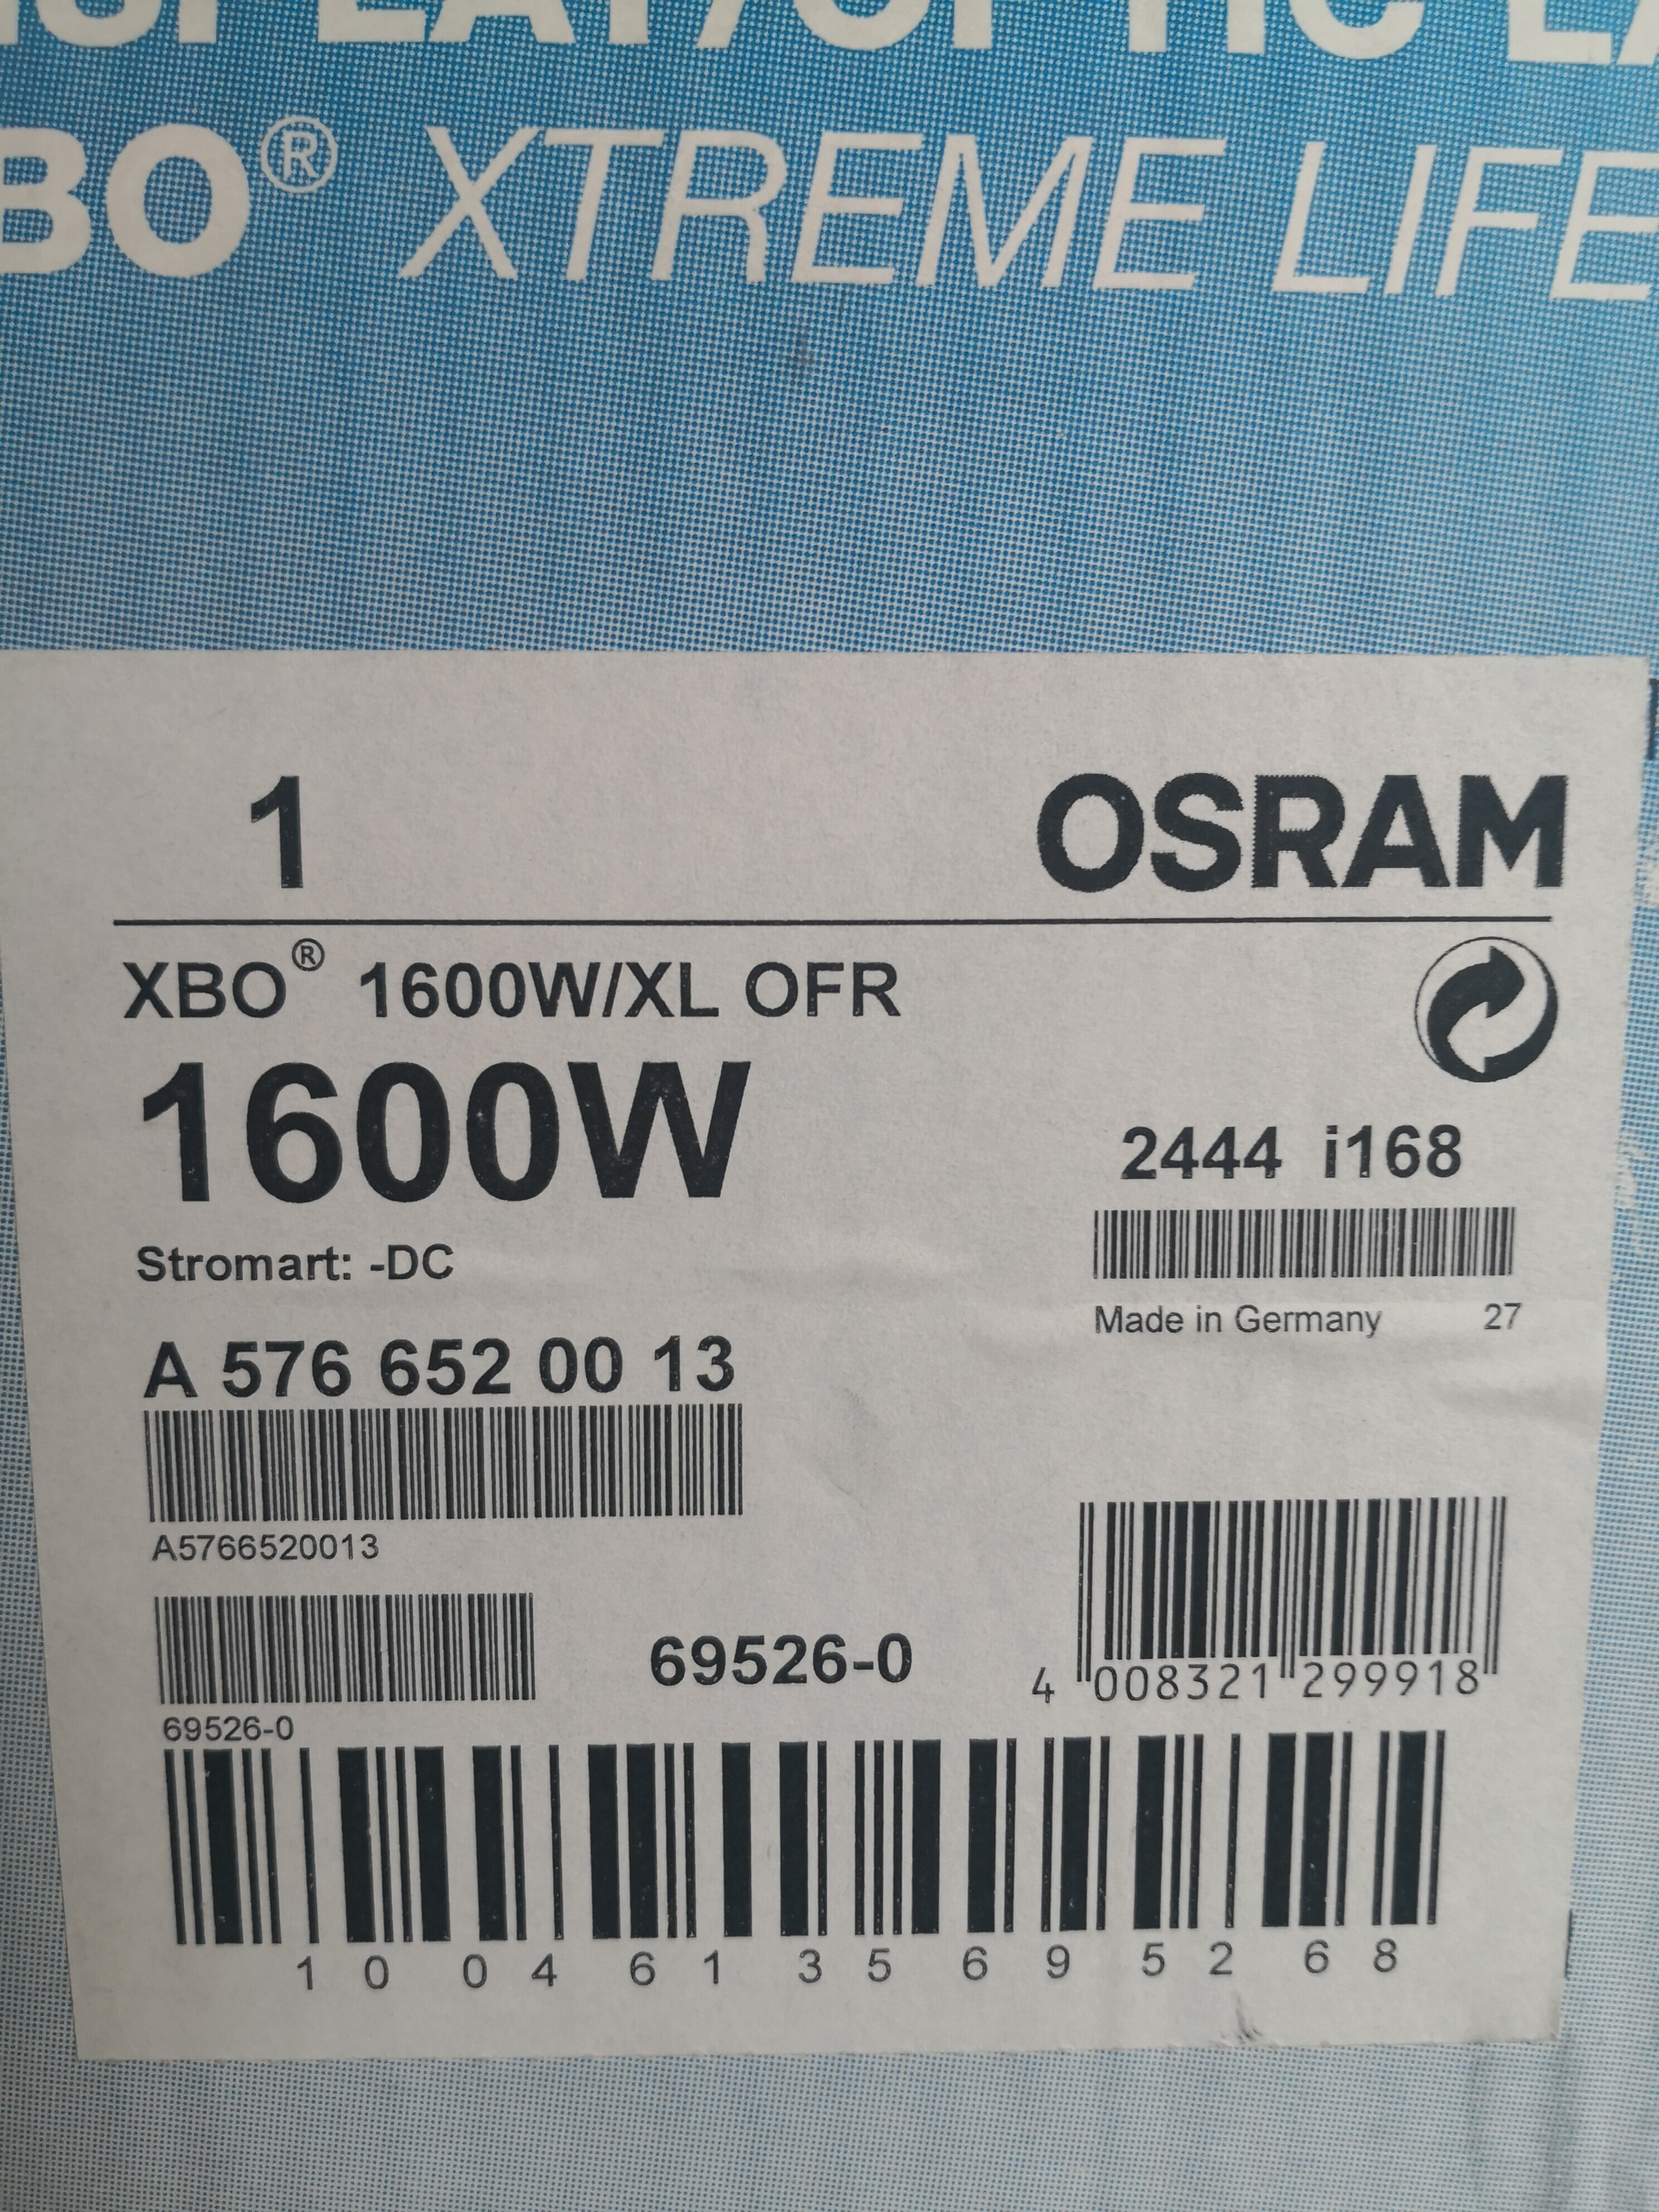 BO® XTREME LIFE
1 OSRAM
XBO® 1600W/XL OFR
1600W
2444 i168
Stromart: -DC
Made in Germany 27
A 576 652 00 13
A5766520013
69526-0
4 008321 299918
69526-0
1 0 0 4 6 1 3 5 6 9 5 2 6 8